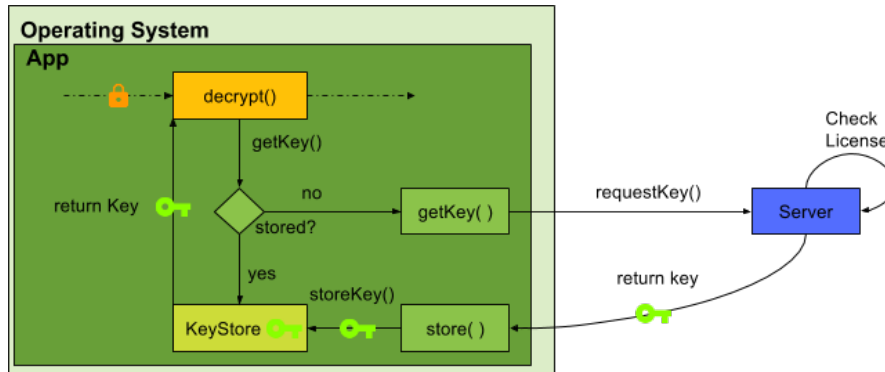 Operating System
App
decrypt()
getKey()
Check
License
return Key
no
requestKey()
getKey( )
Server
stored?
yes
return key
storeKey()
KeyStore
store( )